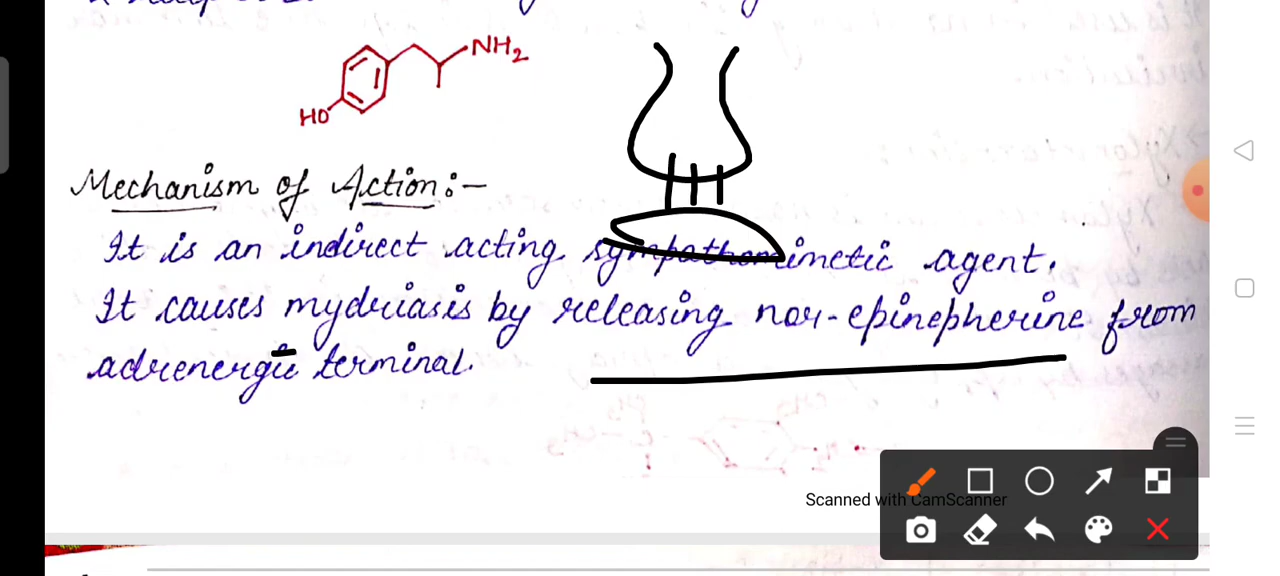 NH2
HO
Mechanism of Action:-
It is an indirect acting sympathomimetic agent.
It causes mydriasis by releasing nor-epinepherine from
adrenergic terminal.
Scanned with CamScanner